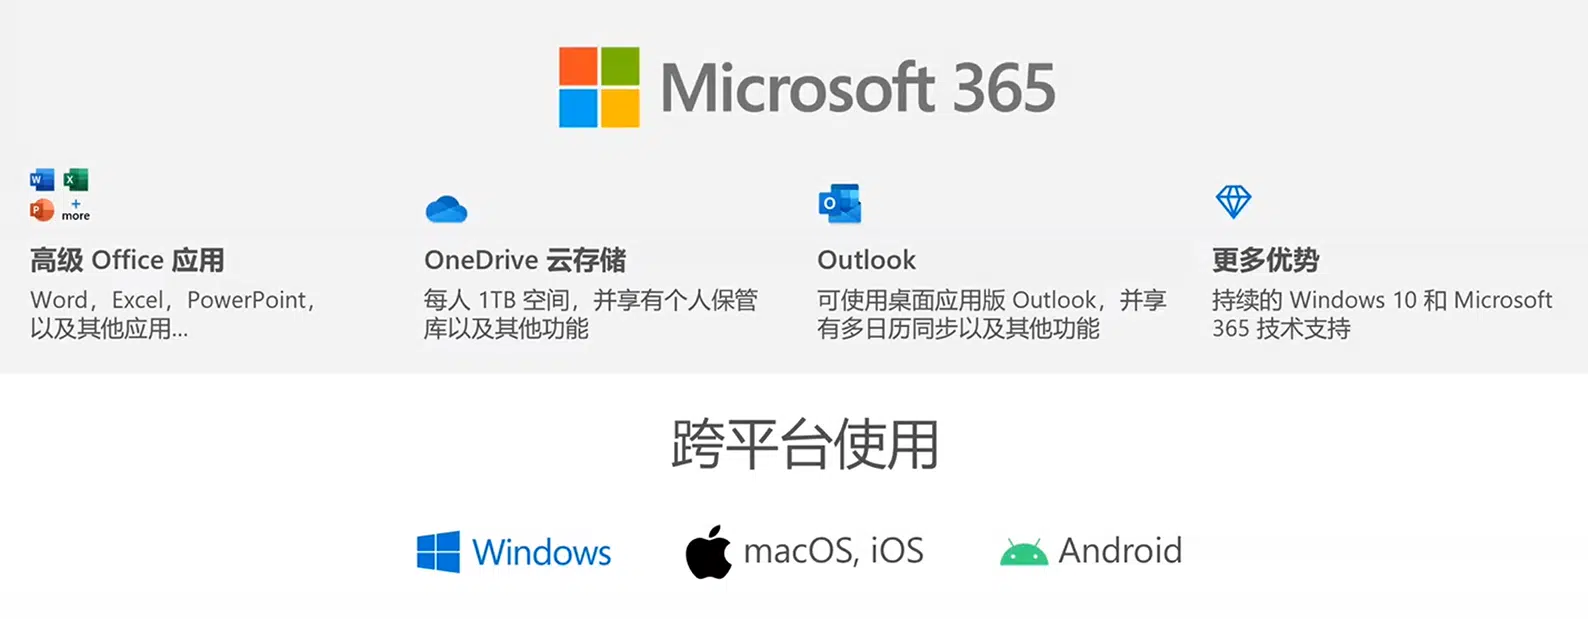 Microsoft 365
W
X
P
+
more
O
高级 Office 应用
OneDrive 云存储
Outlook
更多优势
Word，Excel，PowerPoint，
以及其他应用...
每人 1TB 空间，并享有个人保管
库以及其他功能
可使用桌面应用版 Outlook，并享
有多日历同步以及其他功能
持续的 Windows 10 和 Microsoft
365 技术支持
跨平台使用
Windows
macOS, iOS
Android